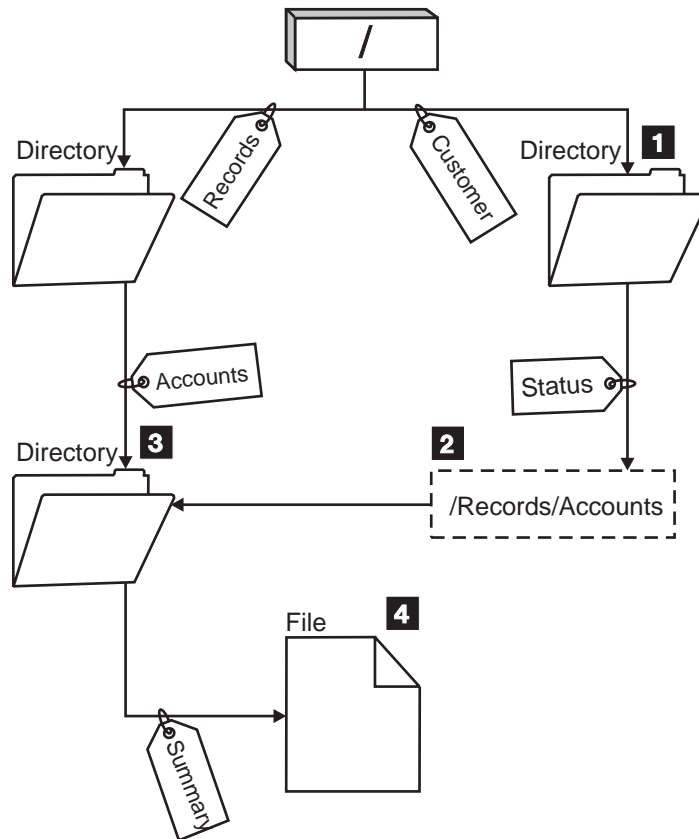 /
Records
Customer
Directory
Directory
1
Accounts
Status
Directory
3
2
/Records/Accounts
File
4
Summary